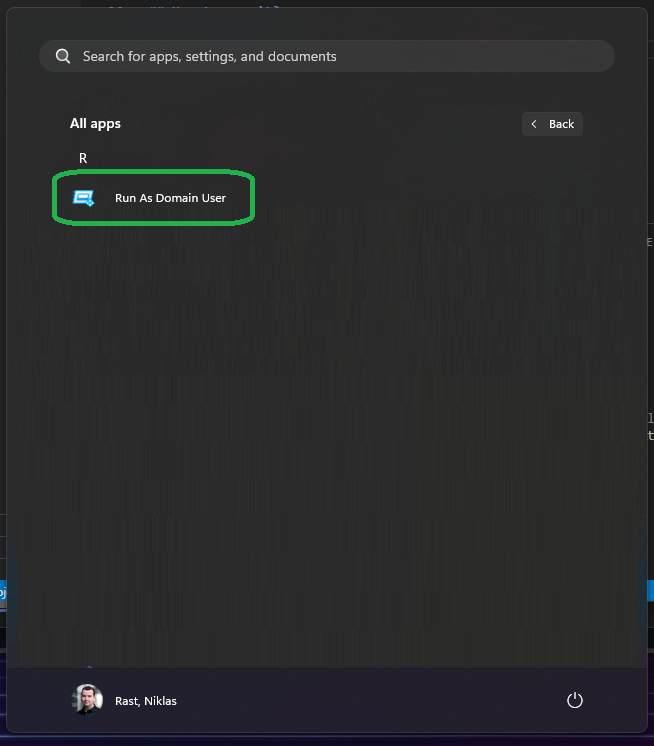 Search for apps, settings, and documents
All apps
Back
R
Run As Domain User
Rast, Niklas